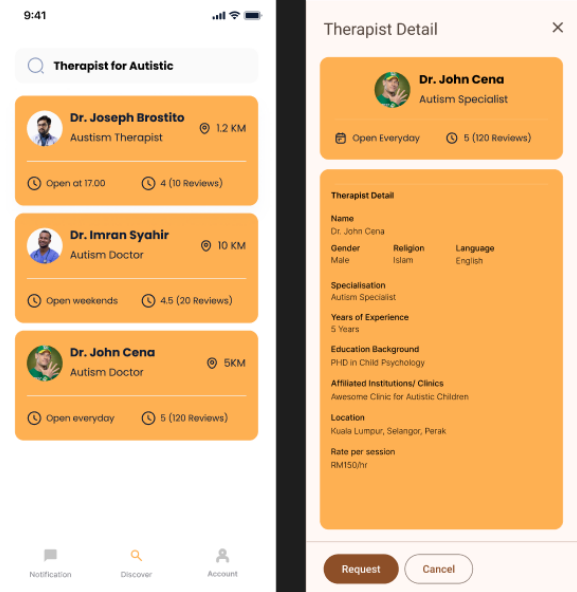 9:41
Therapist for Autistic
Dr. Joseph Brostito
Austism Therapist
1.2 KM
Open at 17.00
4 (10 Reviews)
Dr. Imran Syahir
Autism Doctor
10 KM
Open weekends
4.5 (20 Reviews)
Dr. John Cena
Autism Doctor
5KM
Open everyday
5 (120 Reviews)
Notification
Discover
Account
Therapist Detail
Dr. John Cena
Autism Specialist
Open Everyday
5 (120 Reviews)
Therapist Detail
Name
Dr. John Cena
Gender Religion Language
Male Islam English
Specialisation
Autism Specialist
Years of Experience
5 Years
Education Background
PHD in Child Psychology
Affiliated Institutions/ Clinics
Awesome Clinic for Autistic Children
Location
Kuala Lumpur, Selangor, Perak
Rate per session
RM150/hr
Request
Cancel